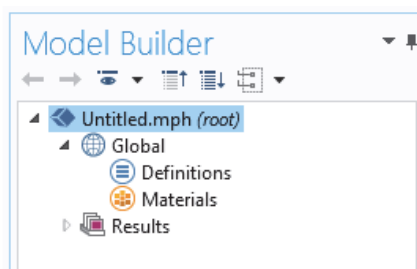 Model Builder
Untitled.mph (root)
Global
Definitions
Materials
Results